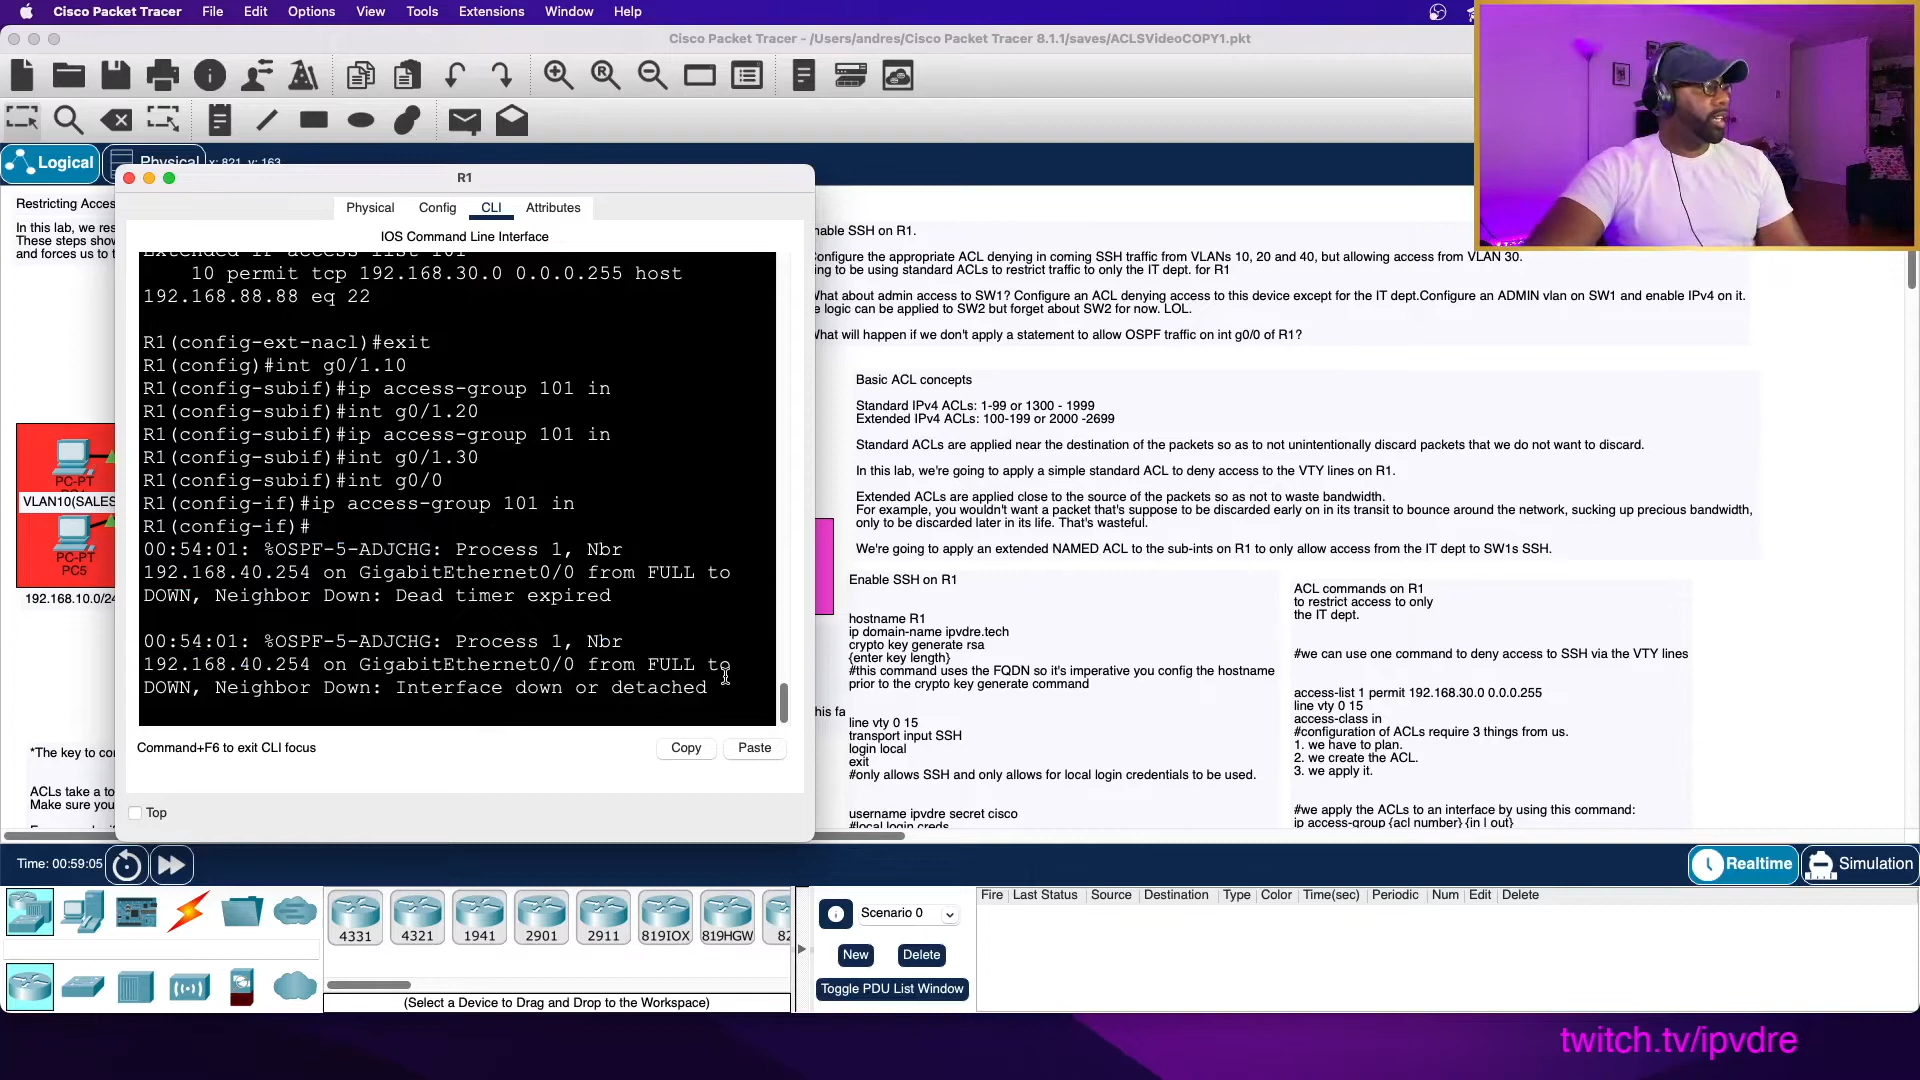 Cisco Packet Tracer File Edit Options View Tools Extensions Window Help
Cisco Packet Tracer - /Users/andres/Cisco Packet Tracer 8.1.1/saves/ACLSVideoCOPY1.pkt
Logical
Physical x: 821, y: 163
R1
Restricting Acces
In this lab, we res
These steps show
and forces us to t
Physical Config CLI Attributes
IOS Command Line Interface
Extended IP access list 101
10 permit tcp 192.168.30.0 0.0.0.255 host
192.168.88.88 eq 22
R1(config-ext-nacl)#exit
R1(config)#int g0/1.10
R1(config-subif)#ip access-group 101 in
R1(config-subif)#int g0/1.20
R1(config-subif)#ip access-group 101 in
R1(config-subif)#int g0/1.30
R1(config-subif)#int g0/0
R1(config-if)#ip access-group 101 in
R1(config-if)#
00:54:01: %OSPF-5-ADJCHG: Process 1, Nbr
192.168.40.254 on GigabitEthernet0/0 from FULL to
DOWN, Neighbor Down: Dead timer expired
00:54:01: %OSPF-5-ADJCHG: Process 1, Nbr
192.168.40.254 on GigabitEthernet0/0 from FULL to
DOWN, Neighbor Down: Interface down or detached
Command+F6 to exit CLI focus
Copy
Paste
Top
PC-PT
VLAN10(SALES
PC-PT
PC5
192.168.10.0/24
*The key to co
ACLs take a to
Make sure you
nable SSH on R1.
onfigure the appropriate ACL denying in coming SSH traffic from VLANs 10, 20 and 40, but allowing access from VLAN 30.
ing to be using standard ACLs to restrict traffic to only the IT dept. for R1
hat about admin access to SW1? Configure an ACL denying access to this device except for the IT dept.Configure an ADMIN vlan on SW1 and enable IPv4 on it.
e logic can be applied to SW2 but forget about SW2 for now. LOL.
hat will happen if we don't apply a statement to allow OSPF traffic on int g0/0 of R1?
Basic ACL concepts
Standard IPv4 ACLs: 1-99 or 1300 - 1999
Extended IPv4 ACLs: 100-199 or 2000 -2699
Standard ACLs are applied near the destination of the packets so as to not unintentionally discard packets that we do not want to discard.
In this lab, we're going to apply a simple standard ACL to deny access to the VTY lines on R1.
Extended ACLs are applied close to the source of the packets so as not to waste bandwidth.
For example, you wouldn't want a packet that's suppose to be discarded early on in its transit to bounce around the network, sucking up precious bandwidth,
only to be discarded later in its life. That's wasteful.
We're going to apply an extended NAMED ACL to the sub-ints on R1 to only allow access from the IT dept to SW1s SSH.
Enable SSH on R1
hostname R1
ip domain-name ipvdre.tech
crypto key generate rsa
{enter key length}
#this command uses the FQDN so it's imperative you config the hostname
prior to the crypto key generate command
his fa
line vty 0 15
transport input SSH
login local
exit
#only allows SSH and only allows for local login credentials to be used.
username ipvdre secret cisco
#local login creds
ACL commands on R1
to restrict access to only
the IT dept.
#we can use one command to deny access to SSH via the VTY lines
access-list 1 permit 192.168.30.0 0.0.0.255
line vty 0 15
access-class in
#configuration of ACLs require 3 things from us.
1. we have to plan.
2. we create the ACL.
3. we apply it.
#we apply the ACLs to an interface by using this command:
ip access-group {acl number} {in | out}
Time: 00:59:05
Realtime
Simulation
4331 4321 1941 2901 2911 819IOX 819HGW 82
(Select a Device to Drag and Drop to the Workspace)
Scenario 0
New
Delete
Toggle PDU List Window
Fire Last Status Source Destination Type Color Time(sec) Periodic Num Edit Delete
twitch.tv/ipvdre